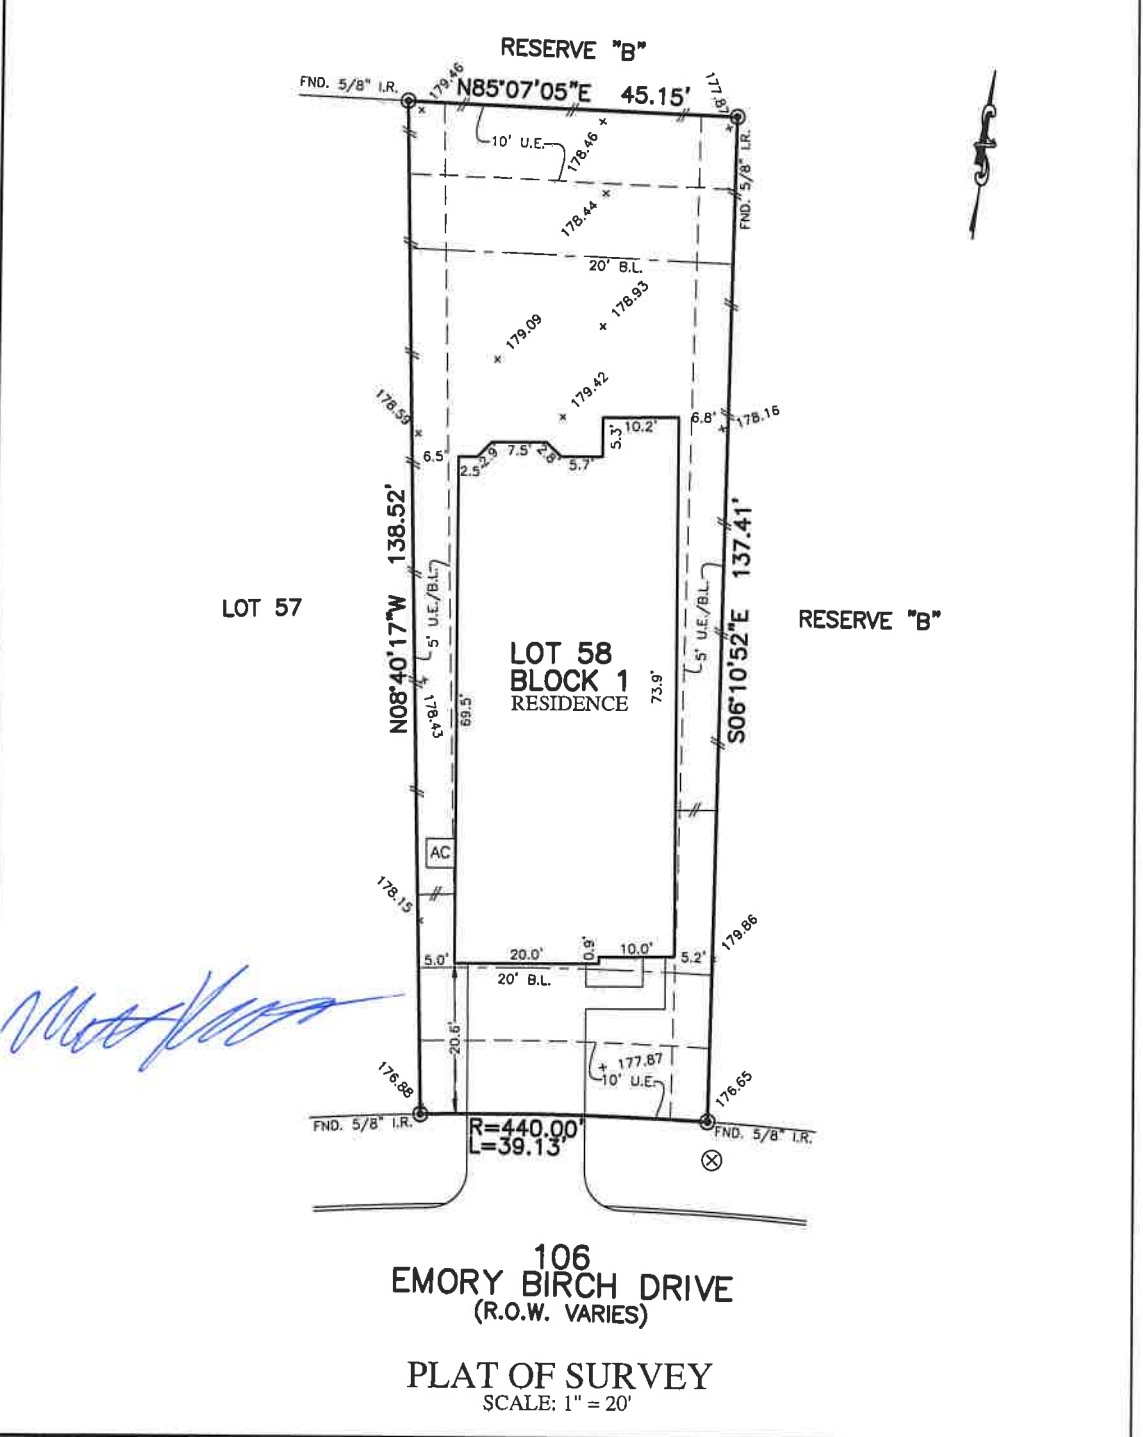 RESERVE "B"
FND. 5/8" I.R.
179.46
N85°07'05"E 45.15'
177.87
FND. 5/8" I.R.
10' U.E.
178.46
178.44
20' B.L.
178.93
179.09
179.42
178.59
6.5'
2.5'
2.9'
7.5'
2.8'
5.7'
5.3'
10.2'
6.8'
178.16
N08°40'17"W 138.52'
5' U.E./B.L.
178.43
69.5'
LOT 57
LOT 58
BLOCK 1
RESIDENCE
73.9'
5' U.E./B.L.
S06°10'52"E 137.41'
RESERVE "B"
AC
178.15
5.0'
20.0'
0.9'
10.0'
5.2'
179.86
20' B.L.
20.6'
177.87
10' U.E.
176.88
176.65
FND. 5/8" I.R.
R=440.00'
L=39.13'
FND. 5/8" I.R.
106
EMORY BIRCH DRIVE
(R.O.W. VARIES)
PLAT OF SURVEY
SCALE: 1" = 20'